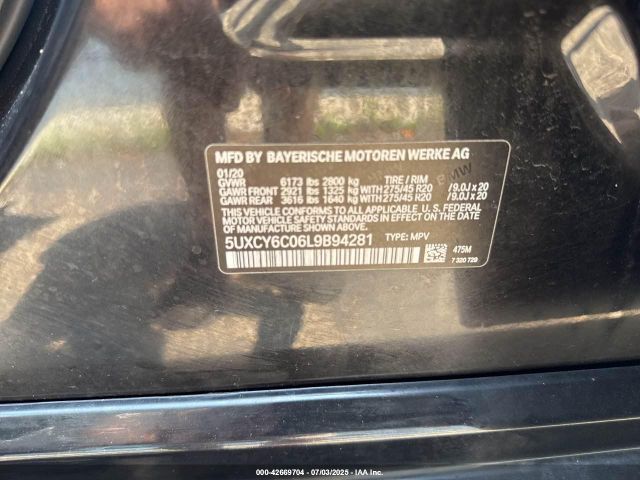 MFD BY BAYERISCHE MOTOREN WERKE AG
01/20
GVWR 6173 lbs 2800 kg TIRE / RIM
GAWR FRONT 2921 lbs 1325 kg WITH 275/45 R20 / 9.0J x 20
GAWR REAR 3616 lbs 1640 kg WITH 275/45 R20 / 9.0J x 20
THIS VEHICLE CONFORMS TO ALL APPLICABLE U. S. FEDERAL
MOTOR VEHICLE SAFETY STANDARDS IN EFFECT ON THE
DATE OF MANUFACTURE SHOWN ABOVE.
5UXCY6C06L9B94281 TYPE: MPV
475M
7 320 729
BMW
000-42669704 | 07/03/2025 | IAA Inc.